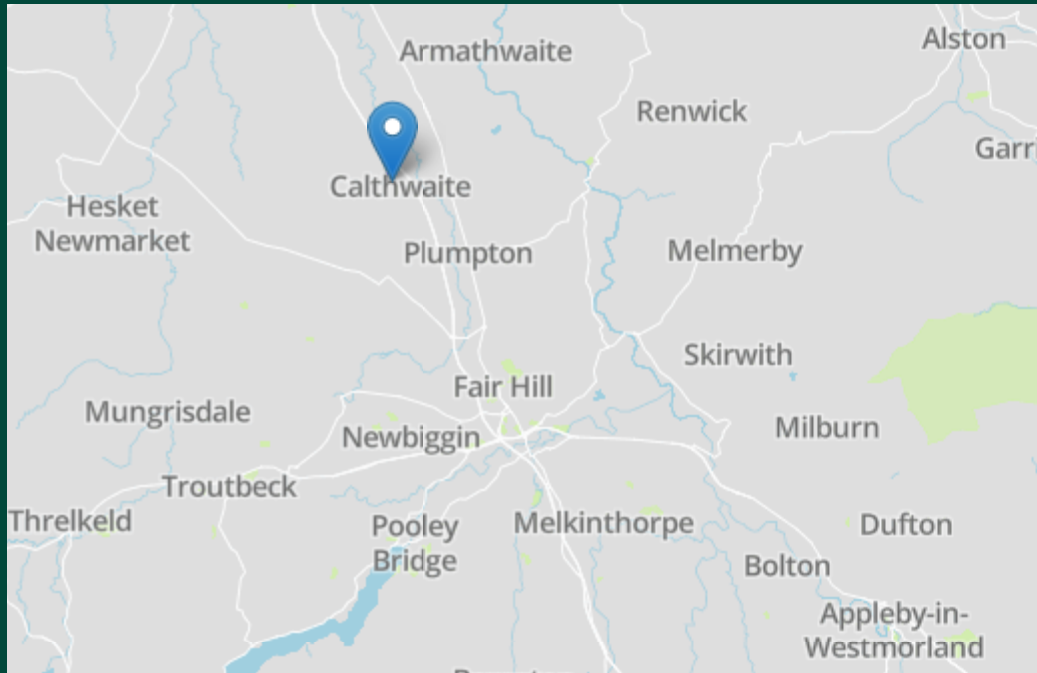 Armathwaite
Alston
Renwick
Garri
Calthwaite
Hesket
Newmarket
Plumpton
Melmerby
Skirwith
Fair Hill
Mungrisdale
Newbiggin
Milburn
Troutbeck
Threlkeld
Pooley
Bridge
Melkinthorpe
Dufton
Bolton
Appleby-in-
Westmorland